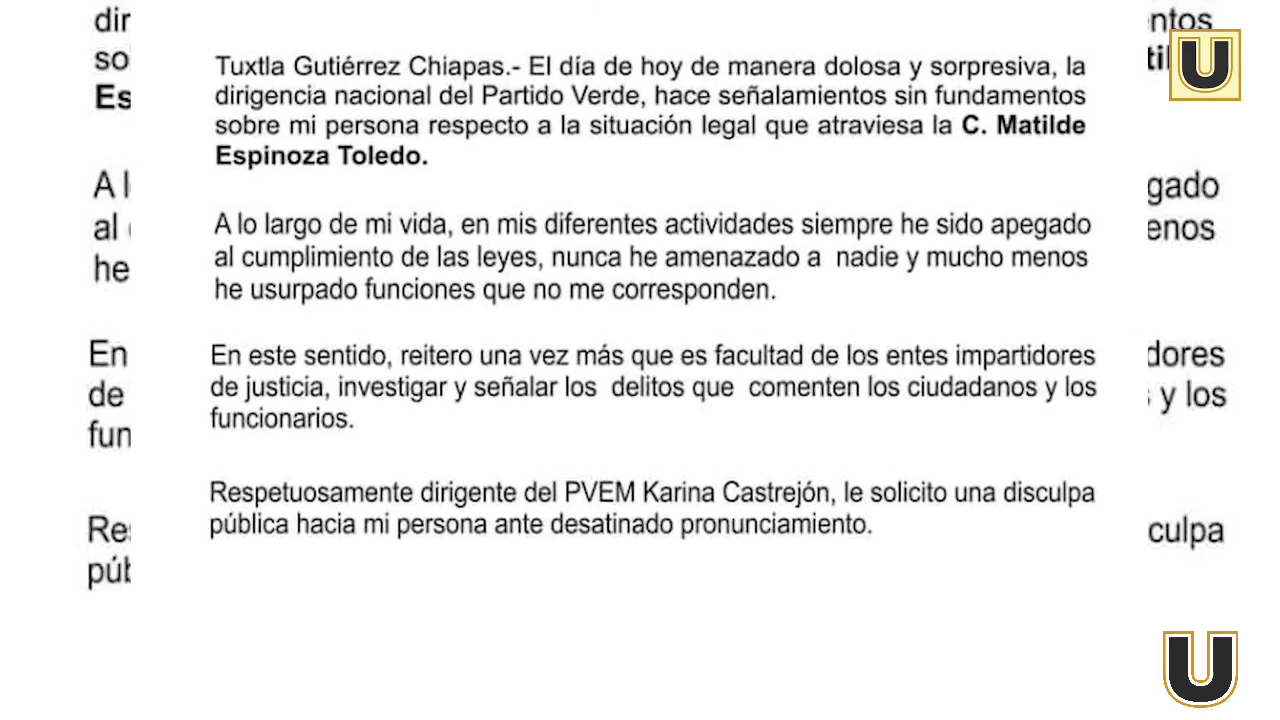 Tuxtla Gutiérrez Chiapas.- El día de hoy de manera dolosa y sorpresiva, la
dirigencia nacional del Partido Verde, hace señalamientos sin fundamentos
sobre mi persona respecto a la situación legal que atraviesa la C. Matilde
Espinoza Toledo.
A lo largo de mi vida, en mis diferentes actividades siempre he sido apegado
al cumplimiento de las leyes, nunca he amenazado a nadie y mucho menos
he usurpado funciones que no me corresponden.
En este sentido, reitero una vez más que es facultad de los entes impartidores
de justicia, investigar y señalar los delitos que comenten los ciudadanos y los
funcionarios.
Respetuosamente dirigente del PVEM Karina Castrejón, le solicito una disculpa
pública hacia mi persona ante desatinado pronunciamiento.
U
U